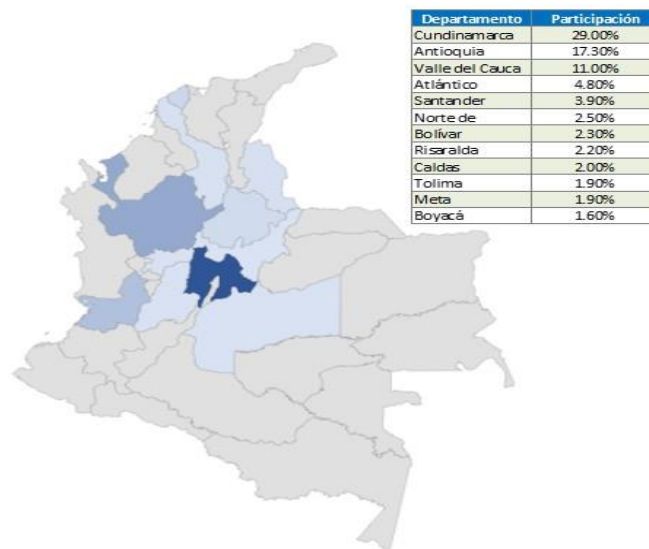 Departamento Participación
Cundinamarca 29.00%
Antioquia 17.30%
Valle del Cauca 11.00%
Atlántico 4.80%
Santander 3.90%
Norte de 2.50%
Bolívar 2.30%
Risaralda 2.20%
Caldas 2.00%
Tolima 1.90%
Meta 1.90%
Boyacá 1.60%